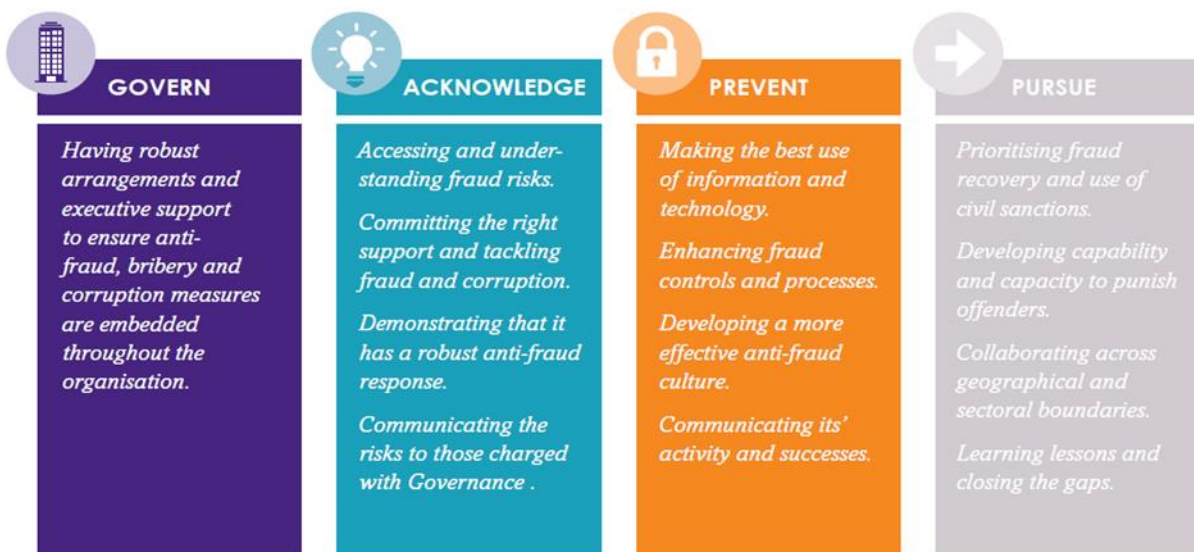 GOVERN
Having robust
arrangements and
executive support
to ensure anti-
fraud, bribery and
corruption measures
are embedded
throughout the
organisation.
ACKNOWLEDGE
Accessing and under-
standing fraud risks.
Committing the right
support and tackling
fraud and corruption.
Demonstrating that it
has a robust anti-fraud
response.
Communicating the
risks to those charged
with Governance .
PREVENT
Making the best use
of information and
technology.
Enhancing fraud
controls and processes.
Developing a more
effective anti-fraud
culture.
Communicating its’
activity and successes.
PURSUE
Prioritising fraud
recovery and use of
civil sanctions.
Developing capability
and capacity to punish
offenders.
Collaborating across
geographical and
sectoral boundaries.
Learning lessons and
closing the gaps.